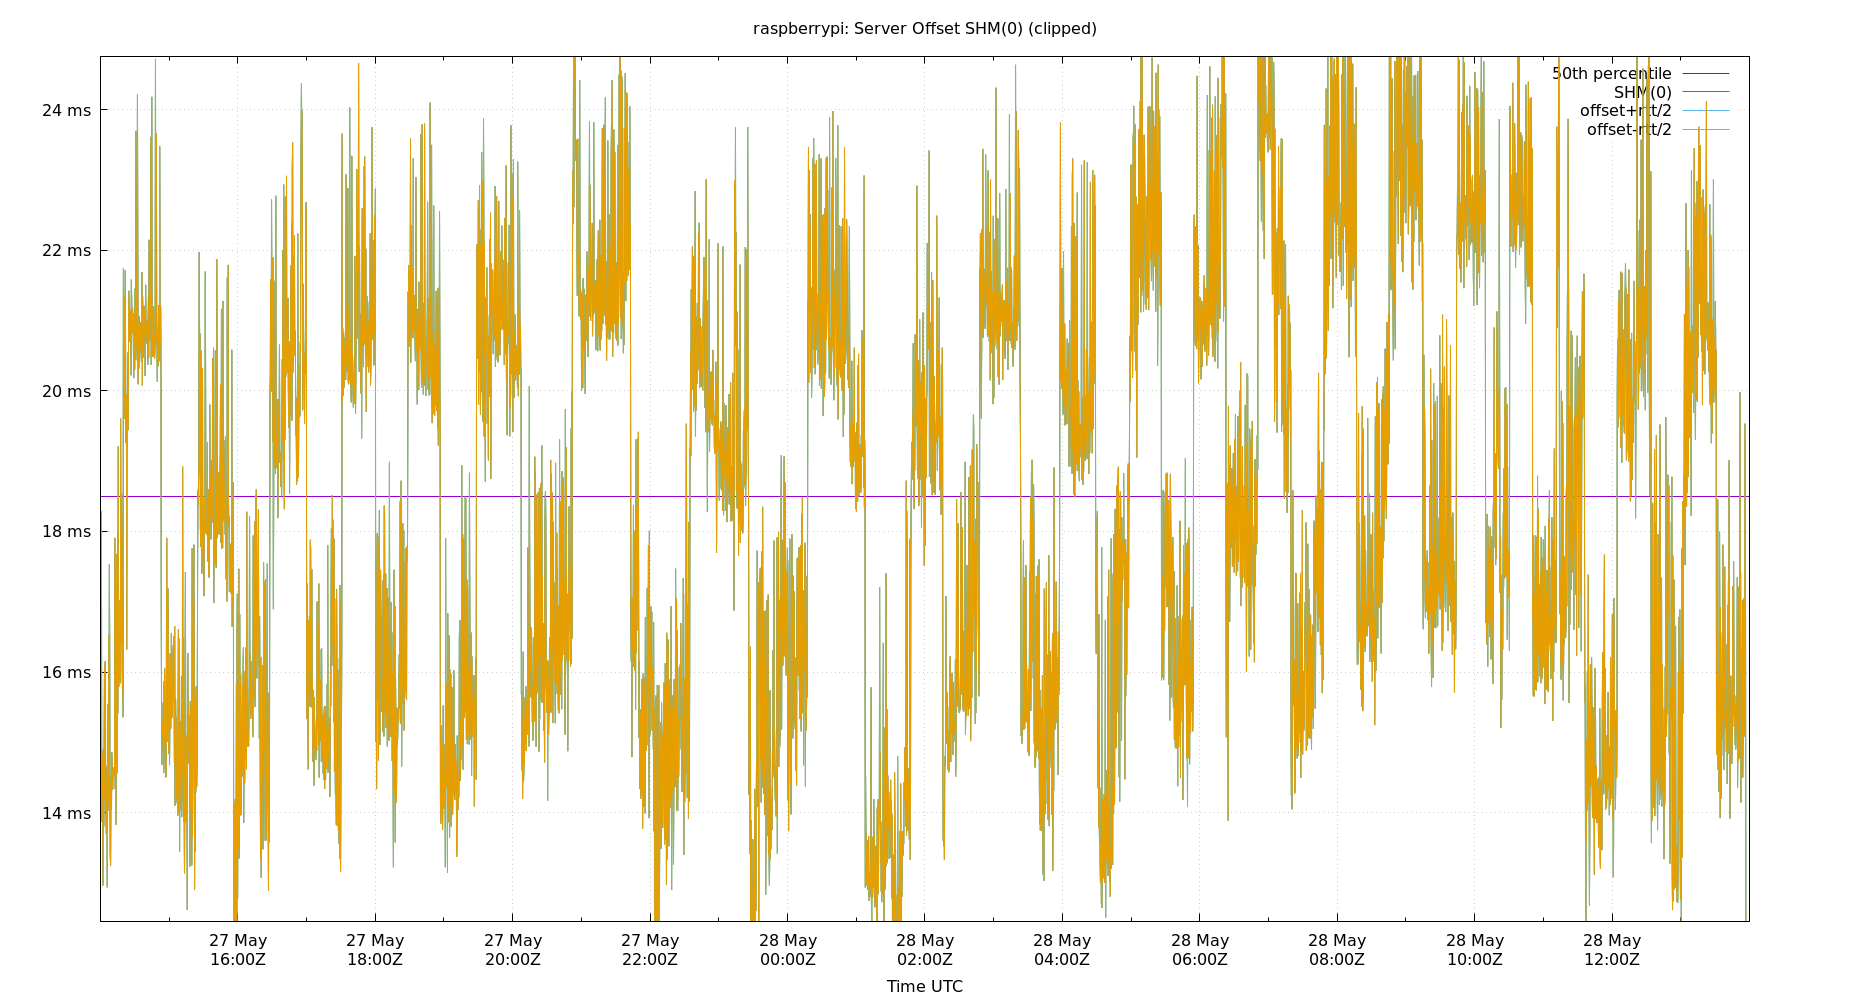 raspberrypi: Server Offset SHM(0) (clipped)
50th percentile
SHM(0)
offset+rtt/2
offset-rtt/2
24 ms
22 ms
20 ms
18 ms
16 ms
14 ms
27 May 27 May 27 May 27 May 28 May 28 May 28 May 28 May 28 May 28 May 28 May
16:00Z 18:00Z 20:00Z 22:00Z 00:00Z 02:00Z 04:00Z 06:00Z 08:00Z 10:00Z 12:00Z
Time UTC